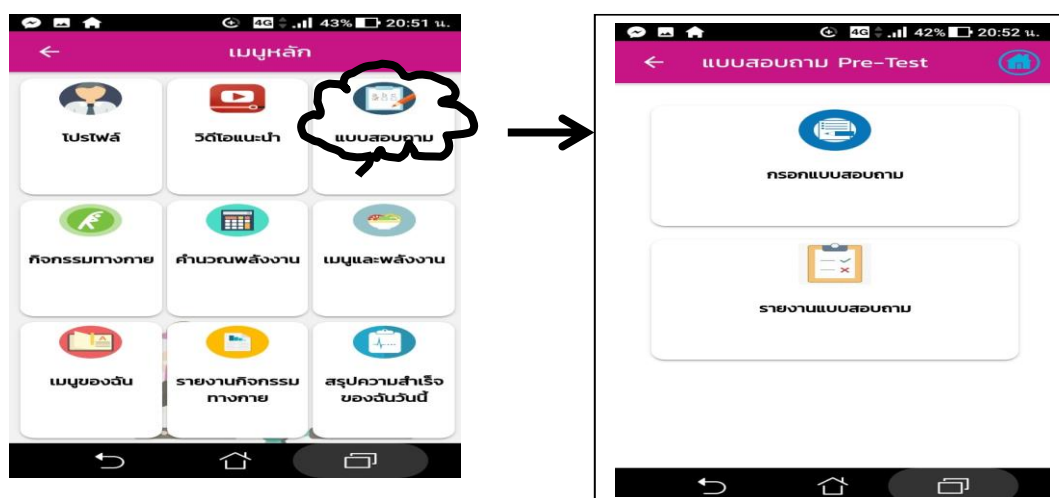 4G 43% 20:51 น.
เมนูหลัก
โปรไฟล์
วิดีโอแนะนำ
แบบสอบถาม
กิจกรรมทางกาย
คำนวณพลังงาน
เมนูและพลังงาน
เมนูของฉัน
รายงานกิจกรรม
ทางกาย
สรุปความสำเร็จ
ของฉันวันนี้
4G 42% 20:52 น.
แบบสอบถาม Pre-Test
กรอกแบบสอบถาม
รายงานแบบสอบถาม